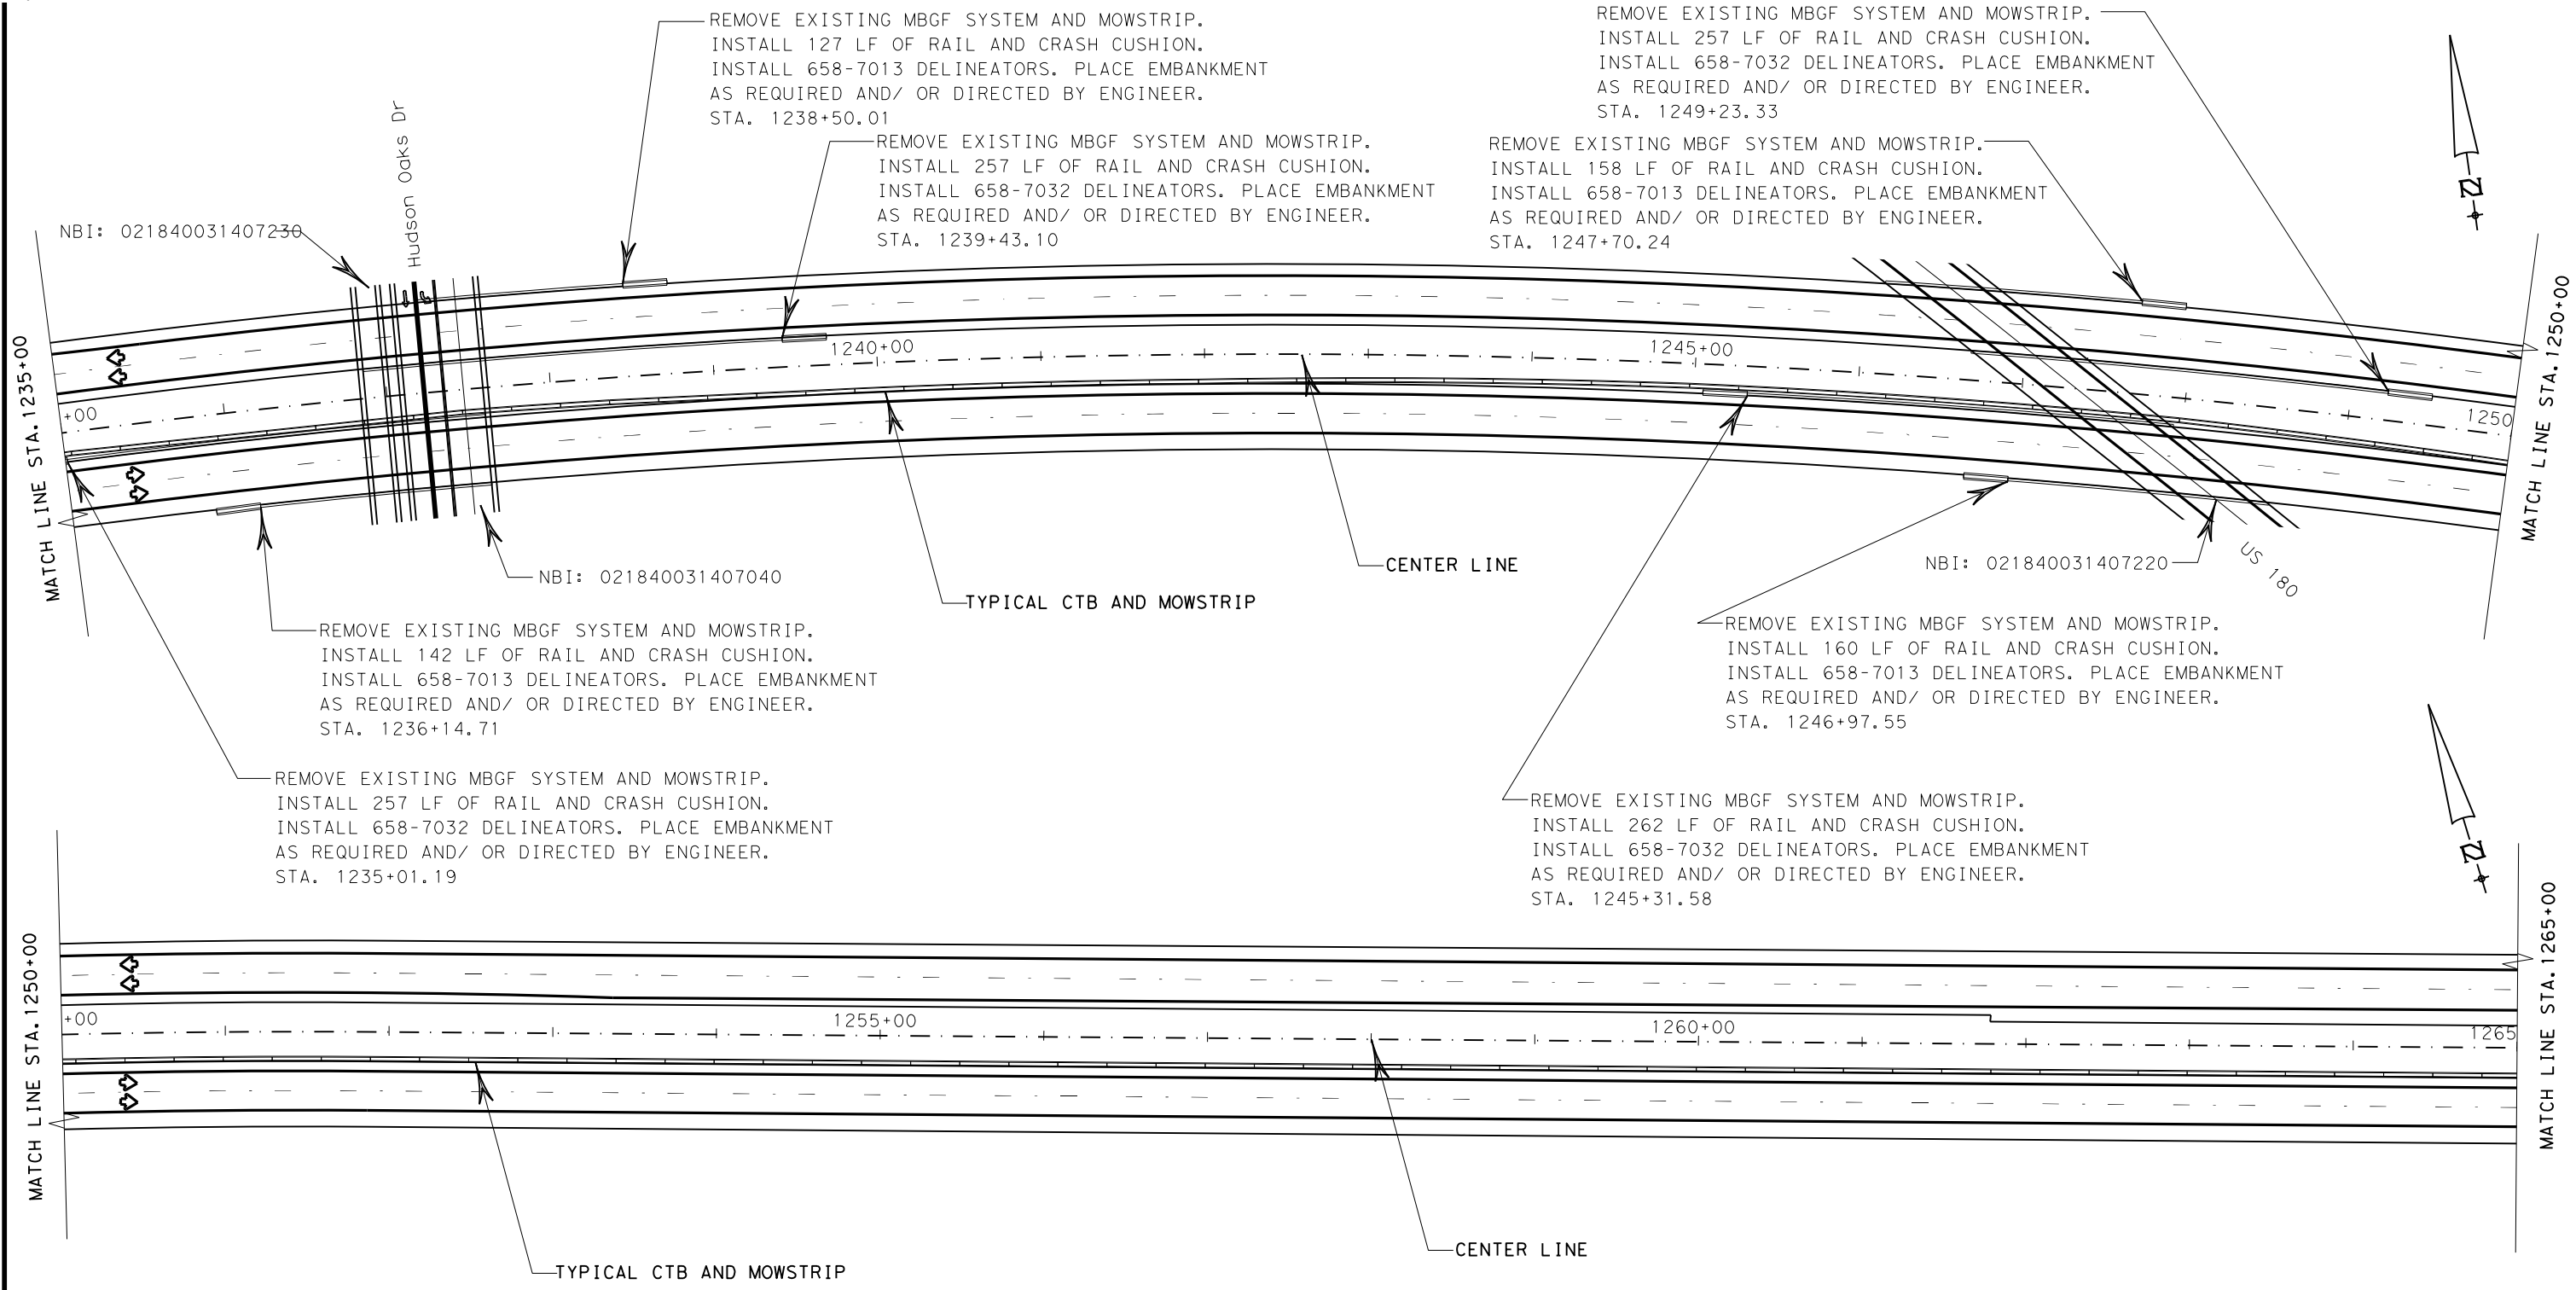 REMOVE EXISTING MBGF SYSTEM AND MOWSTRIP.
INSTALL 127 LF OF RAIL AND CRASH CUSHION.
INSTALL 658-7013 DELINEATORS. PLACE EMBANKMENT
AS REQUIRED AND/ OR DIRECTED BY ENGINEER.
STA. 1238+50.01
REMOVE EXISTING MBGF SYSTEM AND MOWSTRIP.
INSTALL 257 LF OF RAIL AND CRASH CUSHION.
INSTALL 658-7032 DELINEATORS. PLACE EMBANKMENT
AS REQUIRED AND/ OR DIRECTED BY ENGINEER.
STA. 1239+43.10
REMOVE EXISTING MBGF SYSTEM AND MOWSTRIP.
INSTALL 257 LF OF RAIL AND CRASH CUSHION.
INSTALL 658-7032 DELINEATORS. PLACE EMBANKMENT
AS REQUIRED AND/ OR DIRECTED BY ENGINEER.
STA. 1249+23.33
REMOVE EXISTING MBGF SYSTEM AND MOWSTRIP.
INSTALL 158 LF OF RAIL AND CRASH CUSHION.
INSTALL 658-7013 DELINEATORS. PLACE EMBANKMENT
AS REQUIRED AND/ OR DIRECTED BY ENGINEER.
STA. 1247+70.24
N
Hudson Oaks Dr
NBI: 021840031407230
MATCH LINE STA. 1235+00
+00
1240+00
1245+00
1250
MATCH LINE STA. 1250+00
NBI: 021840031407040
CENTER LINE
TYPICAL CTB AND MOWSTRIP
NBI: 021840031407220
US 180
REMOVE EXISTING MBGF SYSTEM AND MOWSTRIP.
INSTALL 142 LF OF RAIL AND CRASH CUSHION.
INSTALL 658-7013 DELINEATORS. PLACE EMBANKMENT
AS REQUIRED AND/ OR DIRECTED BY ENGINEER.
STA. 1236+14.71
REMOVE EXISTING MBGF SYSTEM AND MOWSTRIP.
INSTALL 160 LF OF RAIL AND CRASH CUSHION.
INSTALL 658-7013 DELINEATORS. PLACE EMBANKMENT
AS REQUIRED AND/ OR DIRECTED BY ENGINEER.
STA. 1246+97.55
REMOVE EXISTING MBGF SYSTEM AND MOWSTRIP.
INSTALL 257 LF OF RAIL AND CRASH CUSHION.
INSTALL 658-7032 DELINEATORS. PLACE EMBANKMENT
AS REQUIRED AND/ OR DIRECTED BY ENGINEER.
STA. 1235+01.19
REMOVE EXISTING MBGF SYSTEM AND MOWSTRIP.
INSTALL 262 LF OF RAIL AND CRASH CUSHION.
INSTALL 658-7032 DELINEATORS. PLACE EMBANKMENT
AS REQUIRED AND/ OR DIRECTED BY ENGINEER.
STA. 1245+31.58
N
MATCH LINE STA. 1250+00
+00
1255+00
1260+00
1265
MATCH LINE STA. 1265+00
CENTER LINE
TYPICAL CTB AND MOWSTRIP